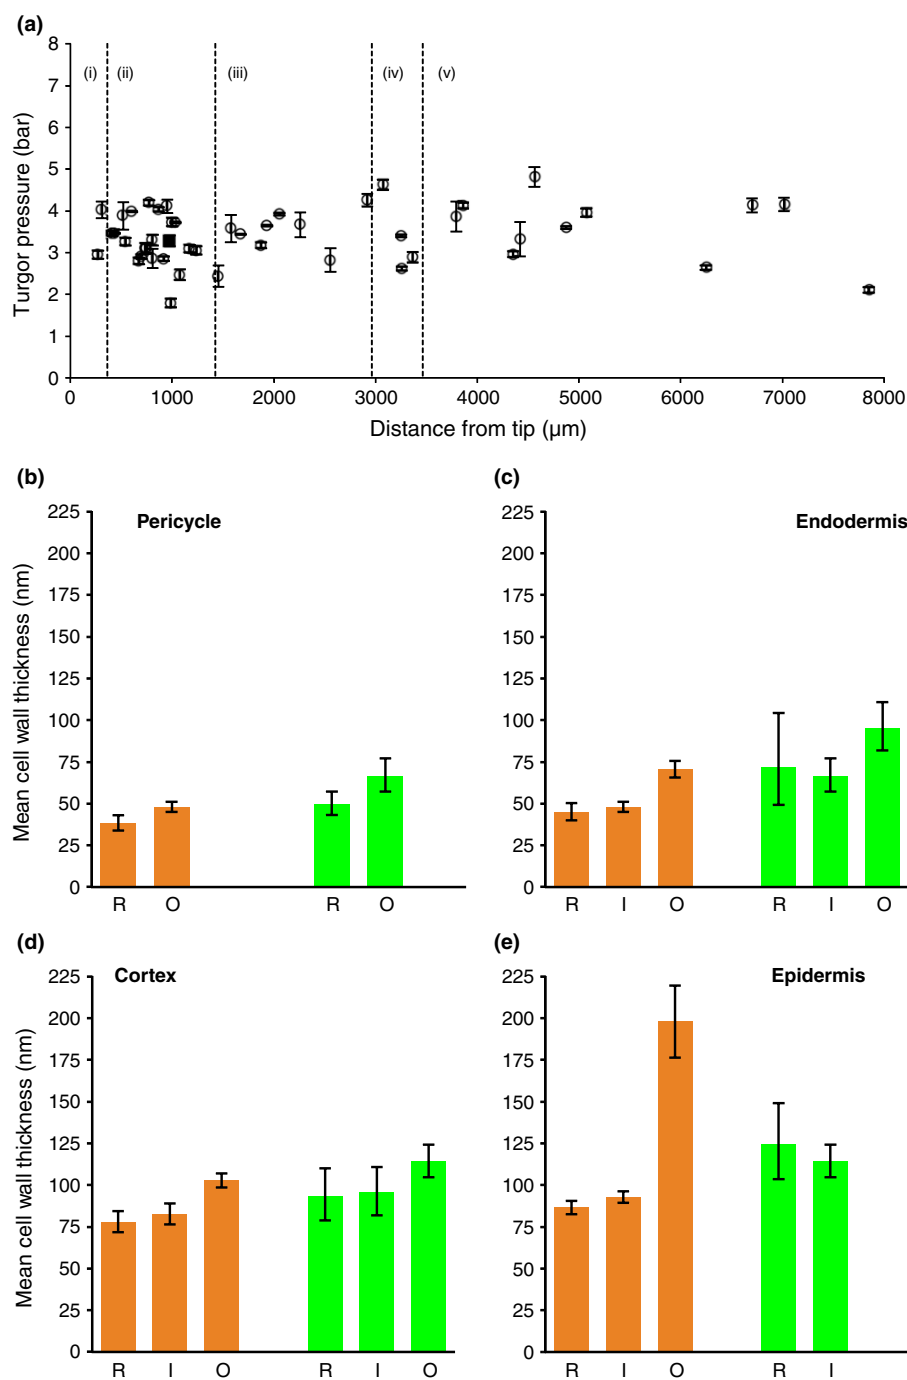 (a)
8
7
6
5
4
3
2
1
0
Turgor pressure (bar)
(i) (ii) (iii) (iv) (v)
0 1000 2000 3000 4000 5000 6000 7000 8000
Distance from tip (µm)
(b)
Pericycle
225
200
175
150
125
100
75
50
25
0
Mean cell wall thickness (nm)
R O R O
(c)
Endodermis
225
200
175
150
125
100
75
50
25
0
R I O R I O
(d)
Cortex
225
200
175
150
125
100
75
50
25
0
Mean cell wall thickness (nm)
R I O R I O
(e)
Epidermis
225
200
175
150
125
100
75
50
25
0
R I O R I